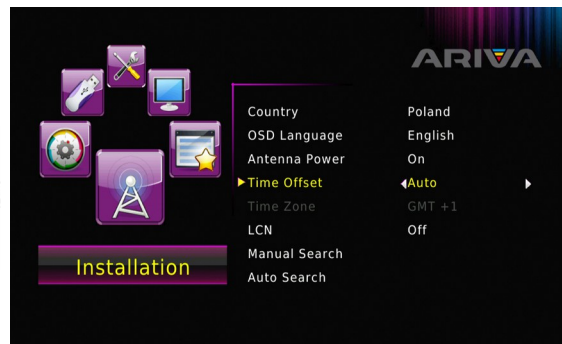 ARIVA
Country Poland
OSD Language English
Antenna Power On
Time Offset Auto
Time Zone GMT +1
LCN Off
Manual Search
Auto Search
Installation